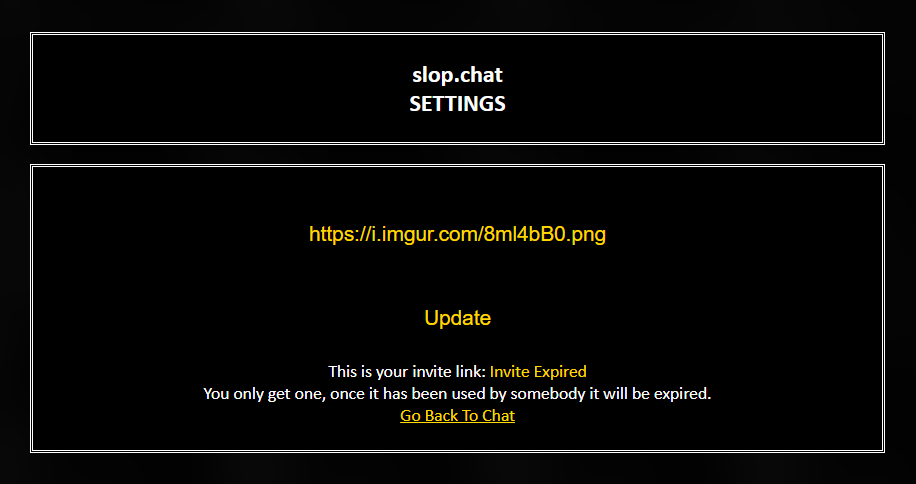 slop.chat
SETTINGS
https://i.imgur.com/8ml4bB0.png
Update
This is your invite link: Invite Expired
You only get one, once it has been used by somebody it will be expired.
Go Back To Chat